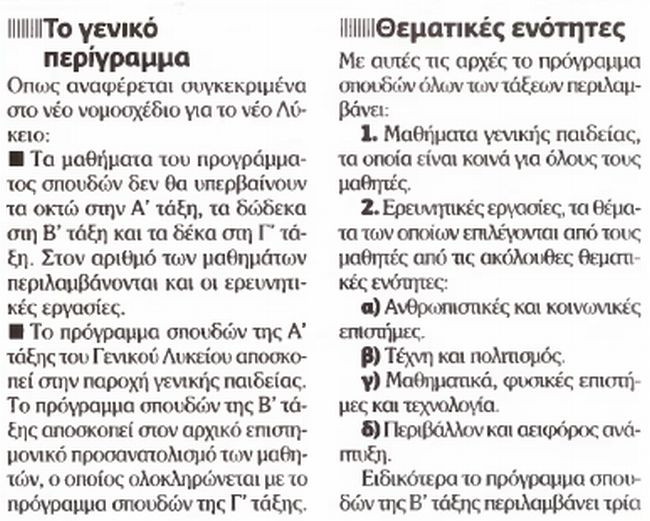 Το γενικό
περίγραμμα
Οπως αναφέρεται συγκεκριμένα
στο νέο νομοσχέδιο για το νέο Λύ-
κειο:
■ Τα μαθήματα του προγράμμα-
τος σπουδών δεν θα υπερβαίνουν
τα οκτώ στην Α' τάξη, τα δώδεκα
στη Β' τάξη και τα δέκα στη Γ' τά-
ξη. Στον αριθμό των μαθημάτων
περιλαμβάνονται και οι ερευνητι-
κές εργασίες.
■ Το πρόγραμμα σπουδών της Α'
τάξης του Γενικού Λυκείου αποσκο-
πεί στην παροχή γενικής παιδείας.
Το πρόγραμμα σπουδών της Β' τά-
ξης αποσκοπεί στον αρχικό επιστη-
μονικό προσανατολισμό των μαθη-
τών, ο οποίος ολοκληρώνεται με το
πρόγραμμα σπουδών της Γ' τάξης.
Θεματικές ενότητες
Με αυτές τις αρχές το πρόγραμμα
σπουδών όλων των τάξεων περιλαμ-
βάνει:
1. Μαθήματα γενικής παιδείας,
τα οποία είναι κοινά για όλους τους
μαθητές.
2. Ερευνητικές εργασίες, τα θέμα-
τα των οποίων επιλέγονται από τους
μαθητές από τις ακόλουθες θεματι-
κές ενότητες:
α) Ανθρωπιστικές και κοινωνικές
επιστήμες.
β) Τέχνη και πολιτισμός.
γ) Μαθηματικά, φυσικές επιστή-
μες και τεχνολογία.
δ) Περιβάλλον και αειφόρος ανά-
πτυξη.
Ειδικότερα το πρόγραμμα σπου-
δών της Β' τάξης περιλαμβάνει τρία